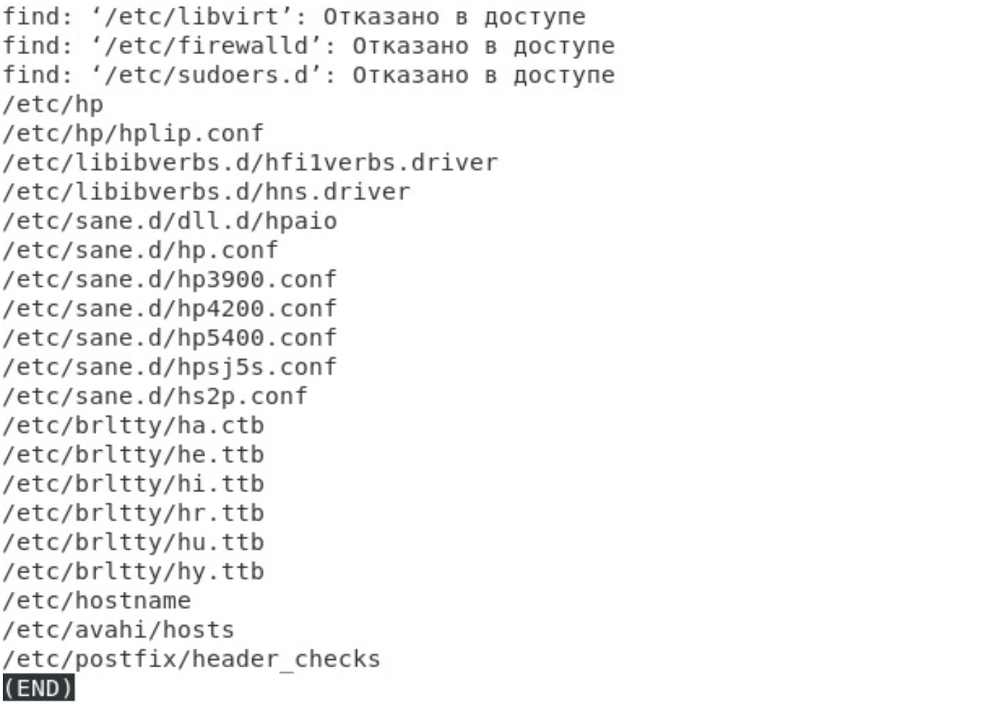 find: ‘/etc/libvirt’: Отказано в доступе
find: ‘/etc/firewalld’: Отказано в доступе
find: ‘/etc/sudoers.d’: Отказано в доступе
/etc/hp
/etc/hp/hplip.conf
/etc/libibverbs.d/hfi1verbs.driver
/etc/libibverbs.d/hns.driver
/etc/sane.d/dll.d/hpaio
/etc/sane.d/hp.conf
/etc/sane.d/hp3900.conf
/etc/sane.d/hp4200.conf
/etc/sane.d/hp5400.conf
/etc/sane.d/hpsj5s.conf
/etc/sane.d/hs2p.conf
/etc/brltty/ha.ctb
/etc/brltty/he.ttb
/etc/brltty/hi.ttb
/etc/brltty/hr.ttb
/etc/brltty/hu.ttb
/etc/brltty/hy.ttb
/etc/hostname
/etc/avahi/hosts
/etc/postfix/header_checks
(END)